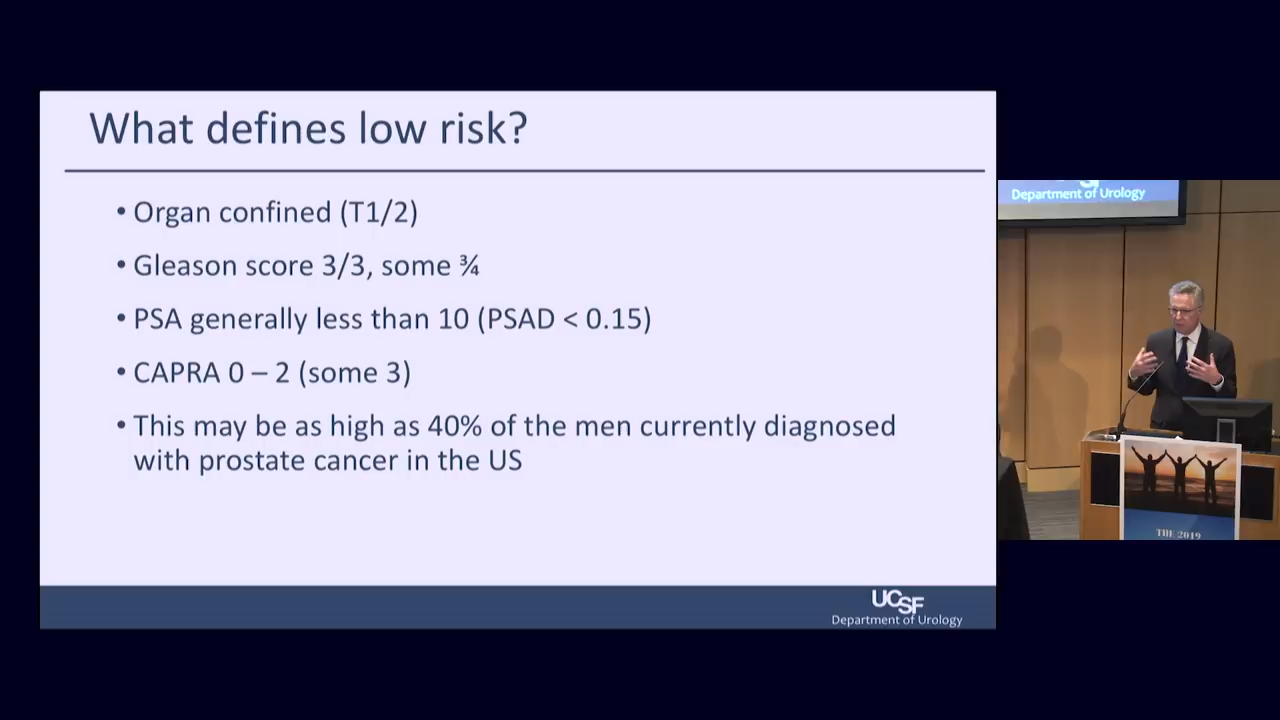 What defines low risk?
• Organ confined (T1/2)
• Gleason score 3/3, some ¾
• PSA generally less than 10 (PSAD < 0.15)
• CAPRA 0 – 2 (some 3)
• This may be as high as 40% of the men currently diagnosed
with prostate cancer in the US
UCSF
Department of Urology
Department of Urology
THE 2019